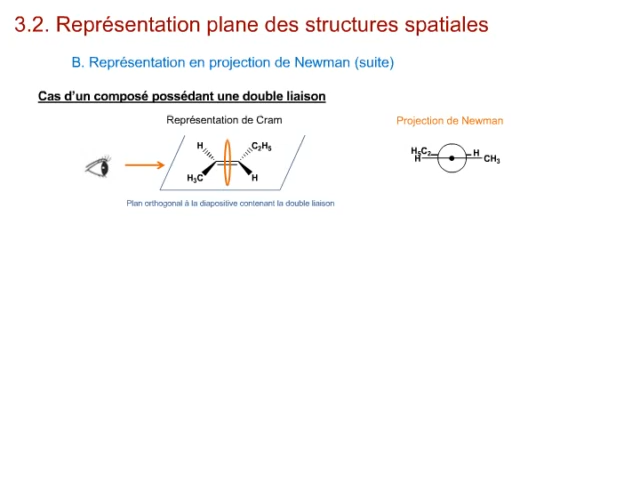 3.2. Représentation plane des structures spatiales
B. Représentation en projection de Newman (suite)
Cas d'un composé possédant une double liaison
Représentation de Cram
Projection de Newman
H
C₂H₅
H₃C
H
H₅C₂
H
H
CH₃
Plan orthogonal à la diapositive contenant la double liaison